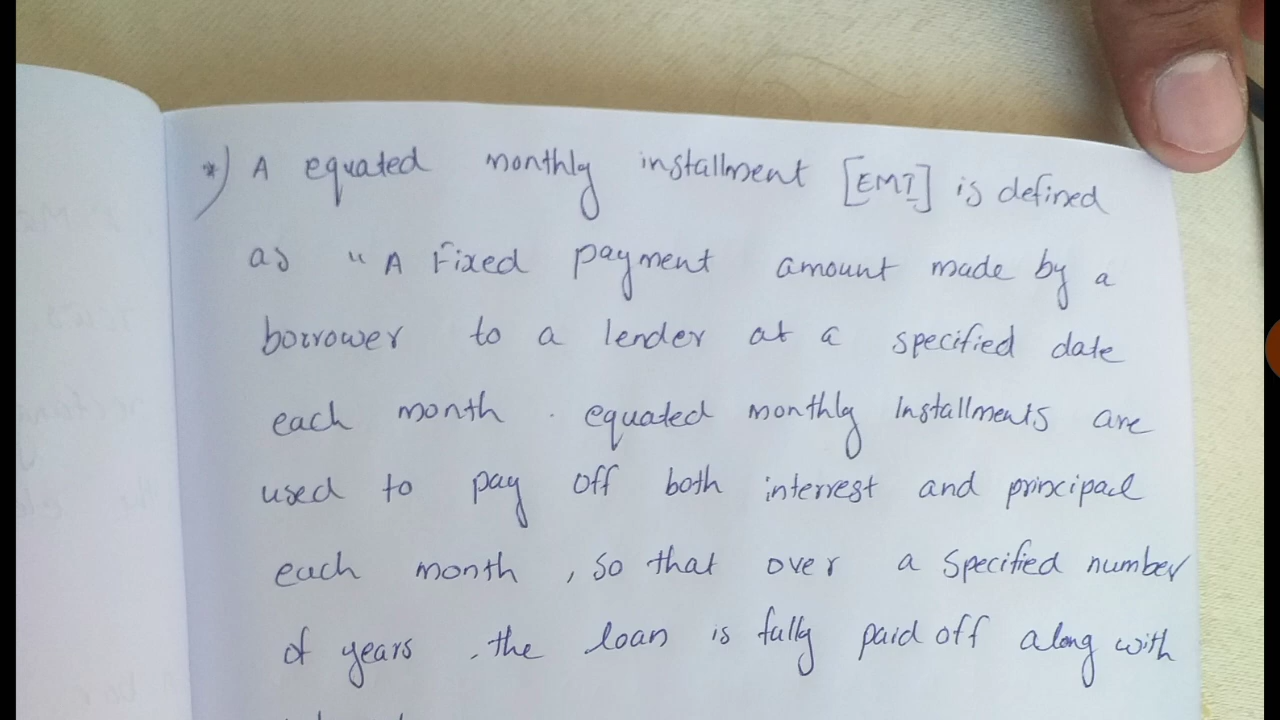 *) A equated monthly installment [EMI] is defined
as "A Fixed payment amount made by a
borrower to a lender at a specified date
each month. equated monthly Installments are
used to pay off both interrest and principal
each month, so that over a specified number
of years, the loan is fully paid off along with